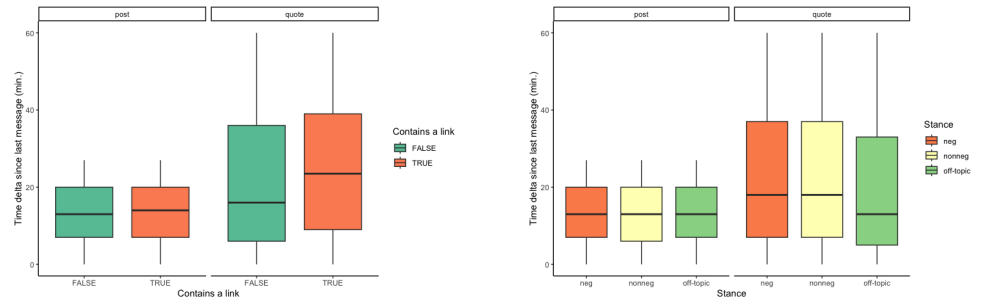 post quote
60
40
20
0
Time delta since last message (min.)
FALSE TRUE FALSE TRUE
Contains a link
Contains a link
FALSE
TRUE
post quote
60
40
20
0
Time delta since last message (min.)
neg nonneg off-topic neg nonneg off-topic
Stance
Stance
neg
nonneg
off-topic